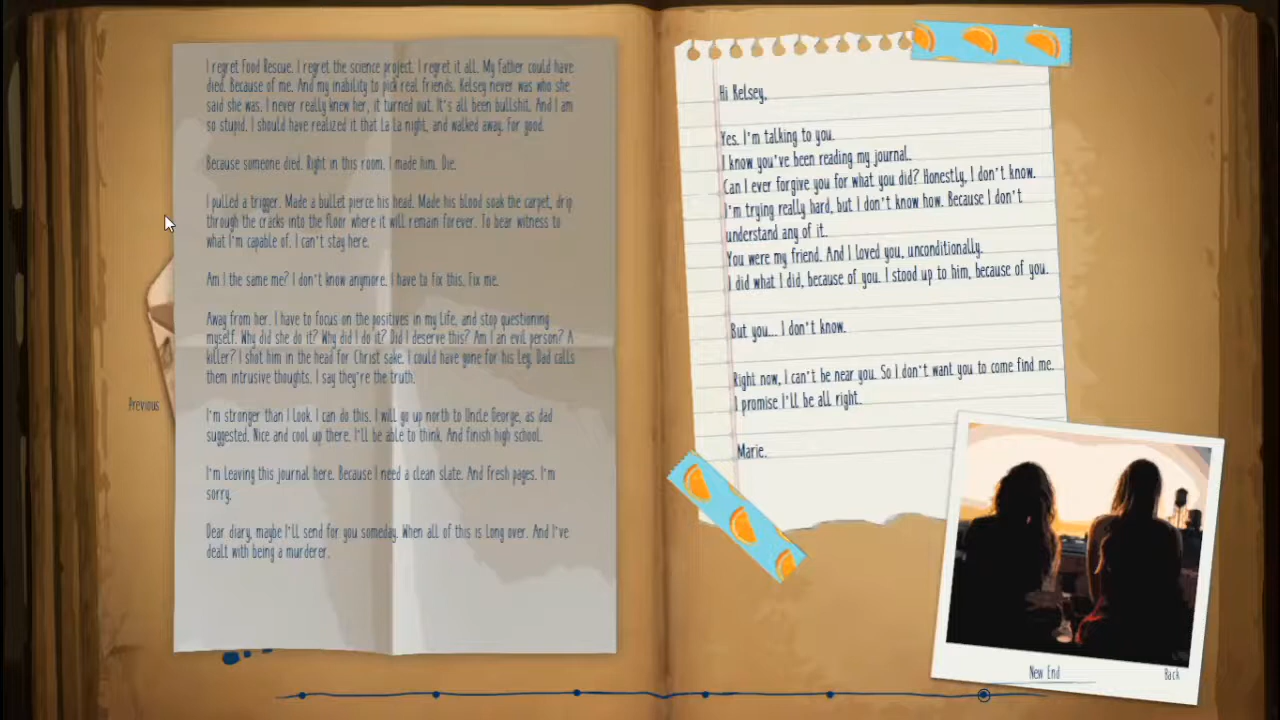 I regret Food Rescue. I regret the science project. I regret it all. My father could have
died. Because of me. And my inability to pick real friends. Kelsey never was who she
said she was. I never really knew her, it turned out. It's all been bullshit. And I am
so stupid. I should have realized it that La La night, and walked away. For good.
Because someone died. Right in this room. I made him. Die.
I pulled a trigger. Made a bullet pierce his head. Made his blood soak the carpet, drip
through the cracks into the floor where it will remain forever. To bear witness to
what I'm capable of. I can't stay here.
Am I the same me? I don't know anymore. I have to fix this. Fix me.
Away from her. I have to focus on the positives in my life, and stop questioning
myself. Why did she do it? Why did I do it? Did I deserve this? Am I an evil person? A
killer? I shot him in the head for Christ sake. I could have gone for his leg. Dad calls
them intrusive thoughts. I say they're the truth.
I'm stronger than I look. I can do this. I will go up north to Uncle George, as dad
suggested. Nice and cool up there. I'll be able to think. And finish high school.
I'm leaving this journal here. Because I need a clean slate. And fresh pages. I'm
sorry.
Dear diary, maybe I'll send for you someday. When all of this is long over. And I've
dealt with being a murderer.
Previous
Hi Kelsey,
Yes. I'm talking to you.
I know you've been reading my journal.
Can I ever forgive you for what you did? Honestly, I don't know.
I'm trying really hard, but I don't know how. Because I don't
understand any of it.
You were my friend. And I loved you, unconditionally.
I did what I did, because of you. I stood up to him, because of you.
But you... I don't know.
Right now, I can't be near you. So I don't want you to come find me.
I promise I'll be all right.
Marie.
New End
Back